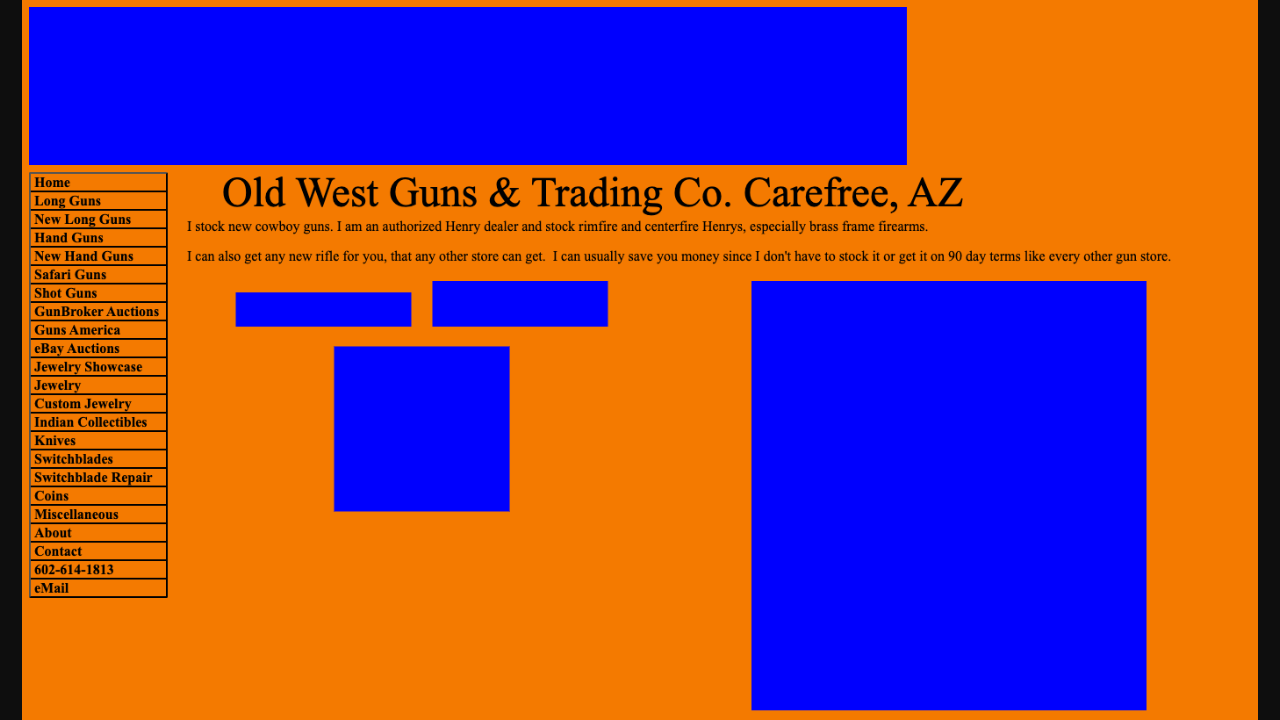 Old West Guns & Trading Co. Carefree, AZ
I stock new cowboy guns. I am an authorized Henry dealer and stock rimfire and centerfire Henrys, especially brass frame firearms.
I can also get any new rifle for you, that any other store can get.  I can usually save you money since I don't have to stock it or get it on 90 day terms like every other gun store.
Home
Long Guns
New Long Guns
Hand Guns
New Hand Guns
Safari Guns
Shot Guns
GunBroker Auctions
Guns America
eBay Auctions
Jewelry Showcase
Jewelry
Custom Jewelry
Indian Collectibles
Knives
Switchblades
Switchblade Repair
Coins
Miscellaneous
About
Contact
602-614-1813
eMail